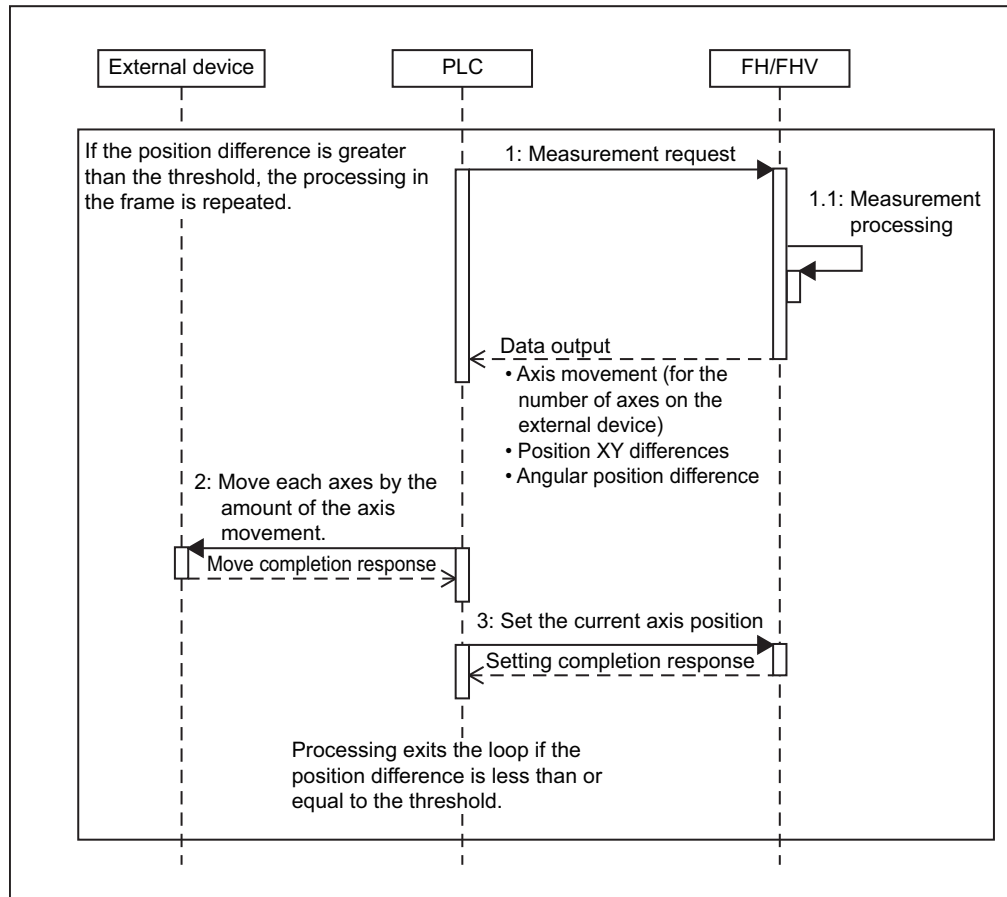 External device
PLC
FH/FHV
If the position difference is greater
than the threshold, the processing in
the frame is repeated.
1: Measurement request
1.1: Measurement
processing
Data output
• Axis movement (for the
number of axes on the
external device)
• Position XY differences
• Angular position difference
2: Move each axes by the
amount of the axis
movement.
Move completion response
3: Set the current axis position
Setting completion response
Processing exits the loop if the
position difference is less than or
equal to the threshold.